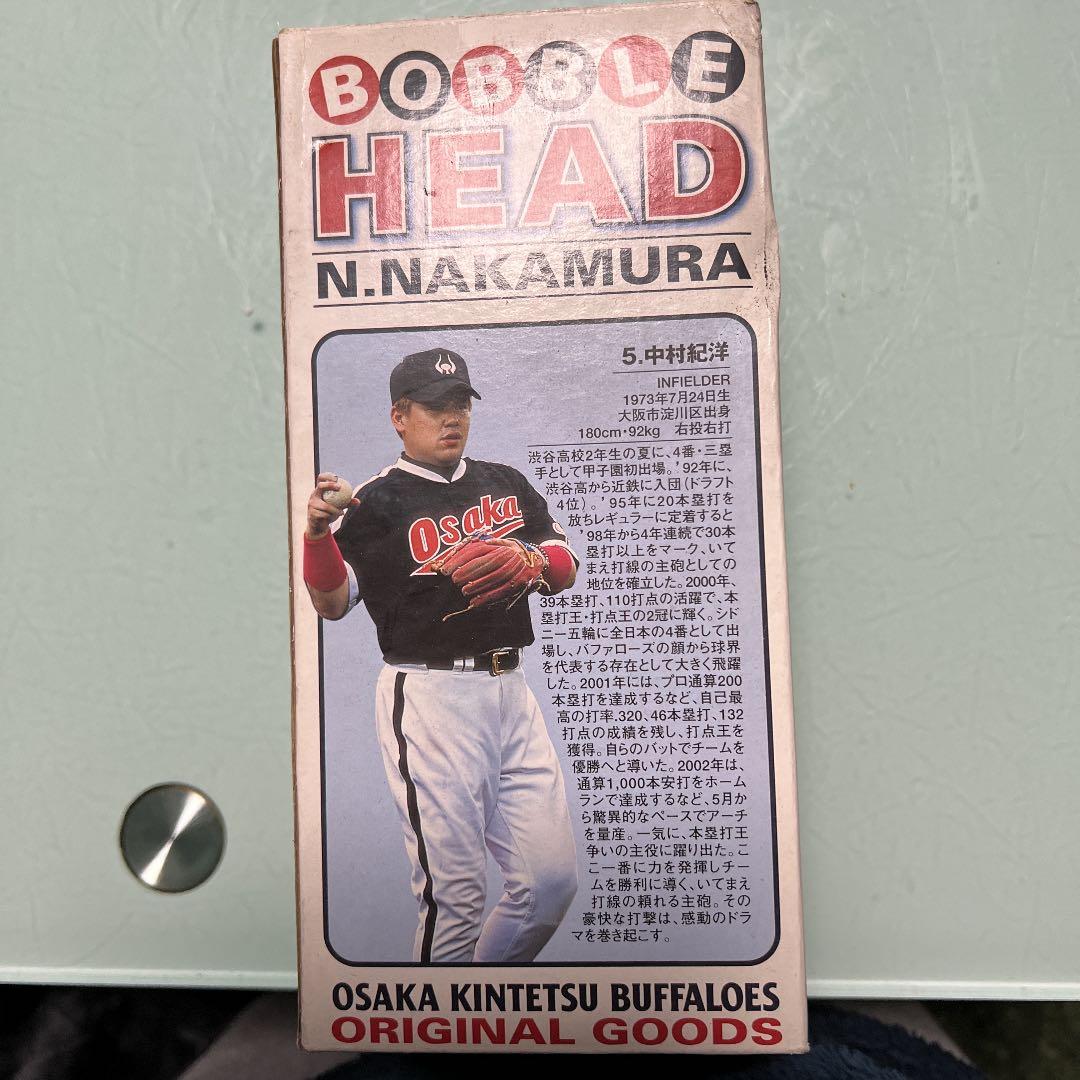 BOBBLE
HEAD
N.NAKAMURA
5.中村紀洋
INFIELDER
1973年7月24日生
大阪市淀川区出身
180cm・92kg 右投右打
渋谷高校2年生の夏に、4番・三塁
手として甲子園初出場。'92年に、
渋谷高から近鉄に入団(ドラフト
4位)。'95年に20本塁打を
放ちレギュラーに定着すると
'98年から4年連続で30本
塁打以上をマーク、いて
まえ打線の主砲としての
地位を確立した。2000年、
39本塁打、110打点の活躍で、本
塁打王・打点王の2冠に輝く。シド
ニー五輪に全日本の4番として出
場し、バファローズの顔から球界
を代表する存在として大きく飛躍
した。2001年には、プロ通算200
本塁打を達成するなど、自己最
高の打率.320、46本塁打、132
打点の成績を残し、打点王を
獲得。自らのバットでチームを
優勝へと導いた。2002年は、
通算1,000本安打をホーム
ランで達成するなど、5月か
ら驚異的なペースでアーチ
を量産。一気に、本塁打王
争いの主役に躍り出た。こ
こ一番に力を発揮しチー
ムを勝利に導く、いてまえ
打線の頼れる主砲。その
豪快な打撃は、感動のドラ
マを巻き起こす。
Osaka
OSAKA KINTETSU BUFFALOES
ORIGINAL GOODS